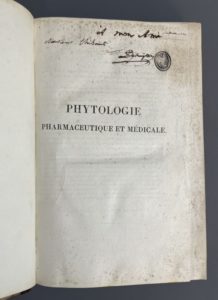 à mon Ami
PHYTOLOGIE
PHARMACEUTIQUE ET MÉDICALE.